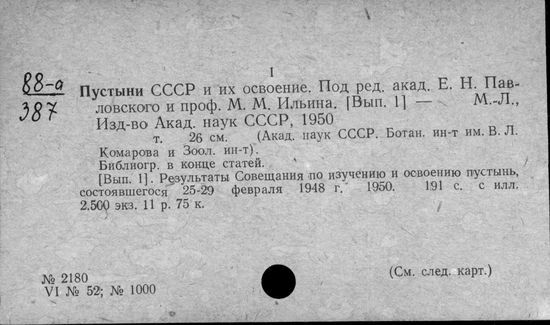 I
88-а
387
Пустыни СССР и их освоение. Под ред. акад. Е. Н. Пав-
ловского и проф. М. М. Ильина. [Вып. 1] — М.-Л.,
Изд-во Акад. наук СССР, 1950
т. 26 см. (Акад. наук СССР. Ботан. ин-т им. В. Л.
Комарова и Зоол. ин-т).
Библиогр. в конце статей.
[Вып. 1]. Результаты Совещания по изучению и освоению пустынь,
состоявшегося 25-29 февраля 1948 г. 1950. 191 с. с илл.
2.500 экз. 11 р. 75 к.
№ 2180
VI № 52; № 1000
(См. след. карт.)